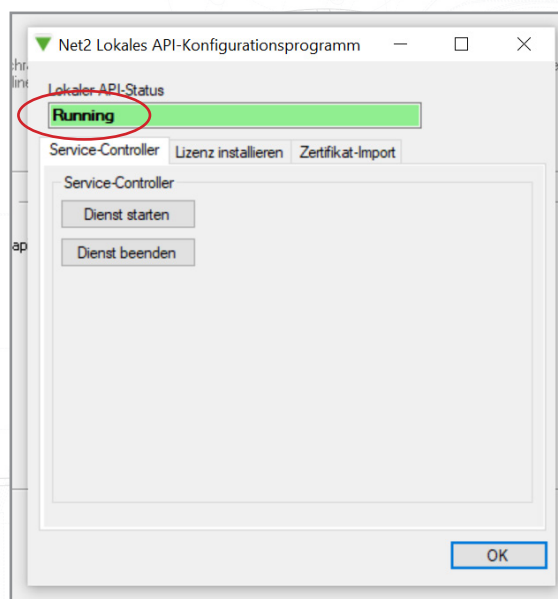 Net2 Lokales API-Konfigurationsprogramm
Lokaler API-Status
Running
Service-Controller
Lizenz installieren
Zertifikat-Import
Service-Controller
Dienst starten
Dienst beenden
OK